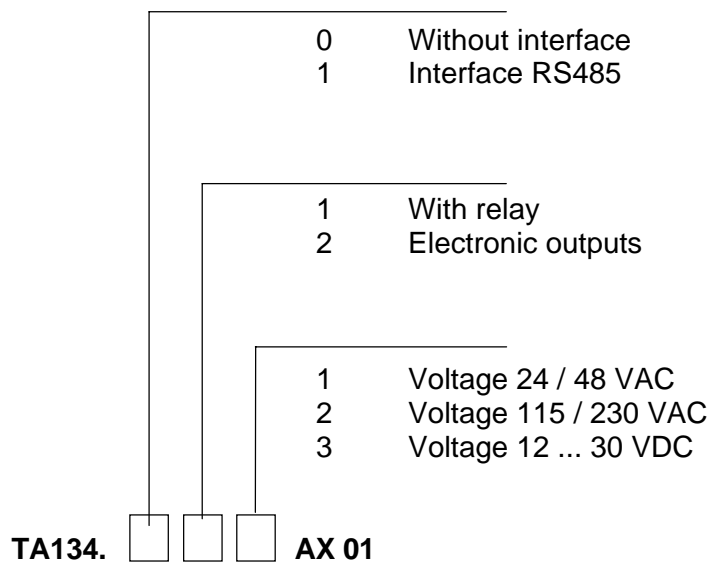 0 Without interface
1 Interface RS485
1 With relay
2 Electronic outputs
1 Voltage 24 / 48 VAC
2 Voltage 115 / 230 VAC
3 Voltage 12 ... 30 VDC
TA134. AX 01